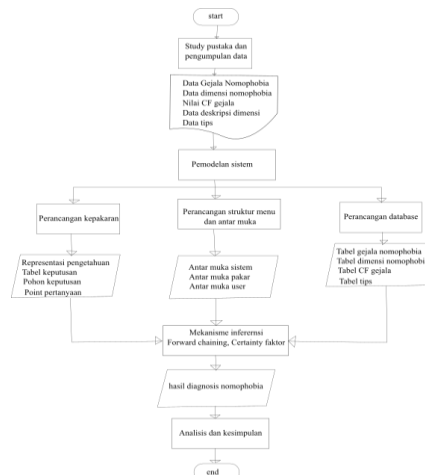 start
Study pustaka dan
pengumpulan data
Data Gejala Nomophobia
Data dimensi nomophobia
Nilai CF gejala
Data deskripsi dimensi
Data tips
Pemodelan sistem
Perancangan kepakaran
Perancangan struktur menu
dan antar muka
Perancangan database
Representasi pengetahuan
Tabel keputusan
Pohon keputusan
Point pertanyaan
Antar muka sistem
Antar muka pakar
Antar muka user
Tabel gejala nomophobia
Tabel dimensi nomophobi
Tabel CF gejala
Tabel tips
Mekanisme inferernsi
Forward chaining, Certainty faktor
hasil diagnosis nomophobia
Analisis dan kesimpulan
end